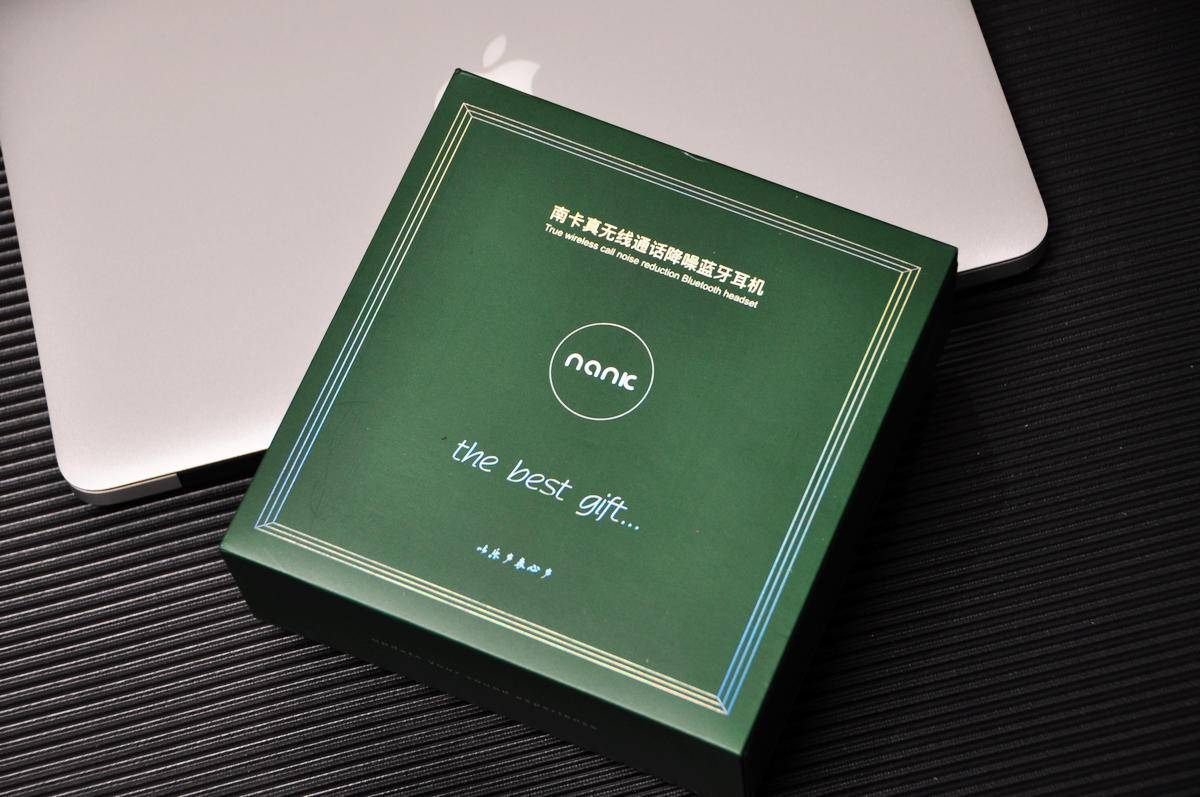 南卡真无线通话降噪蓝牙耳机
True wireless call noise reduction Bluetooth headset
nank
the best gift...